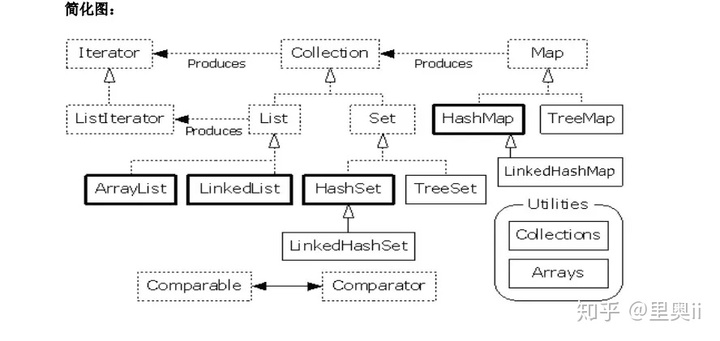 简化图：
Iterator
Produces
Collection
Produces
Map
ListIterator
Produces
List
Set
HashMap
TreeMap
ArrayList
LinkedList
HashSet
TreeSet
LinkedHashMap
LinkedHashSet
Utilities
Collections
Arrays
Comparable
Comparator
知乎 @里奥ii